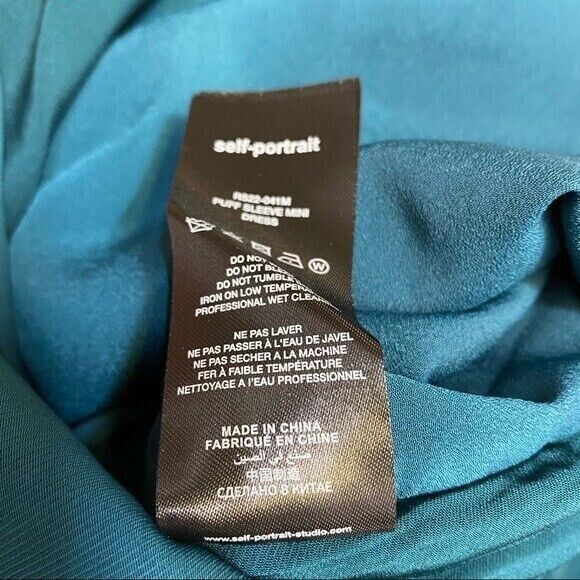 self-portrait
RS22-041M
PUFF SLEEVE MINI
DRESS
W
DO NOT
DO NOT BL
DO NOT TUMBLE
IRON ON LOW TEMPERA
PROFESSIONAL WET CLEAN
NE PAS LAVER
NE PAS PASSER À L'EAU DE JAVEL
NE PAS SECHER A LA MACHINE
FER À FAIBLE TEMPÉRATURE
NETTOYAGE A l'EAU PROFESSIONNEL
MADE IN CHINA
FABRIQUÉ EN CHINE
صنع في الصين
中国制造
СДЕЛАНО В КИТАЕ
www.self-portrait-studio.com